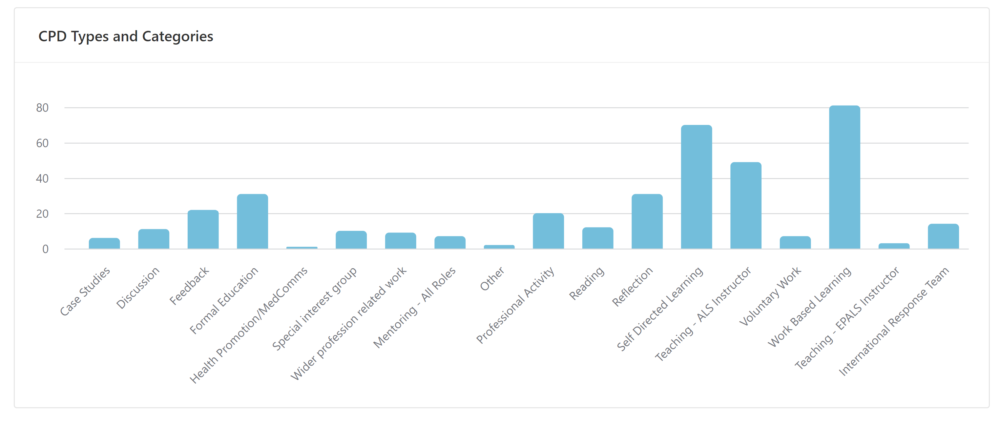 CPD Types and Categories
80
60
40
20
0
Case Studies
Discussion
Feedback
Formal Education
Health Promotion/MedComms
Special interest group
Wider profession related work
Mentoring - All Roles
Other
Professional Activity
Reading
Reflection
Self Directed Learning
Teaching - ALS Instructor
Voluntary Work
Work Based Learning
Teaching - EPALS Instructor
International Response Team